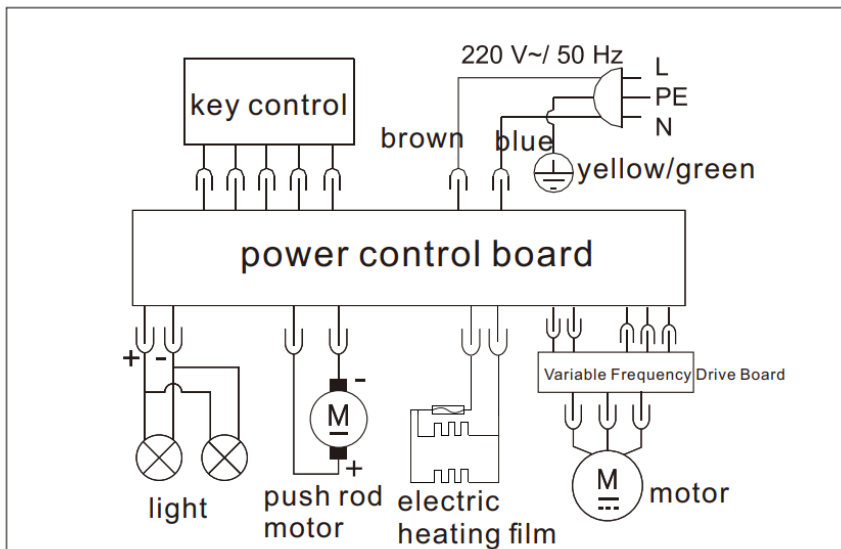 220 V~/ 50 Hz
L
PE
N
key control
brown
blue
yellow/green
power control board
+
-
Variable Frequency Drive Board
-
M
+
M
light
push rod
motor
electric
heating film
motor